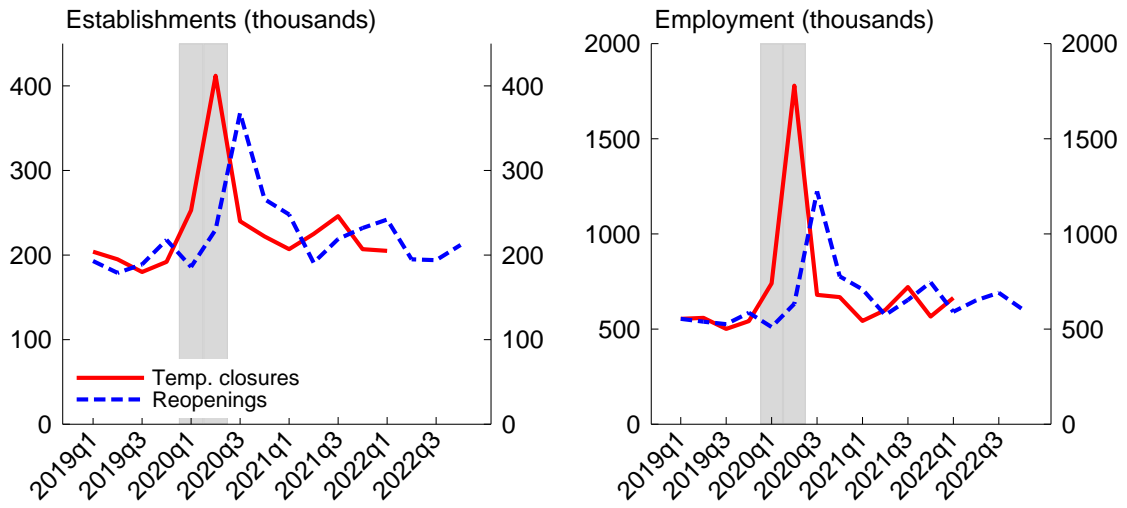 Establishments (thousands)
400
300
200
100
0
400
300
200
100
0
Temp. closures
Reopenings
2019q1
2019q3
2020q1
2020q3
2021q1
2021q3
2022q1
2022q3
Employment (thousands)
2000
1500
1000
500
0
2000
1500
1000
500
0
2019q1
2019q3
2020q1
2020q3
2021q1
2021q3
2022q1
2022q3